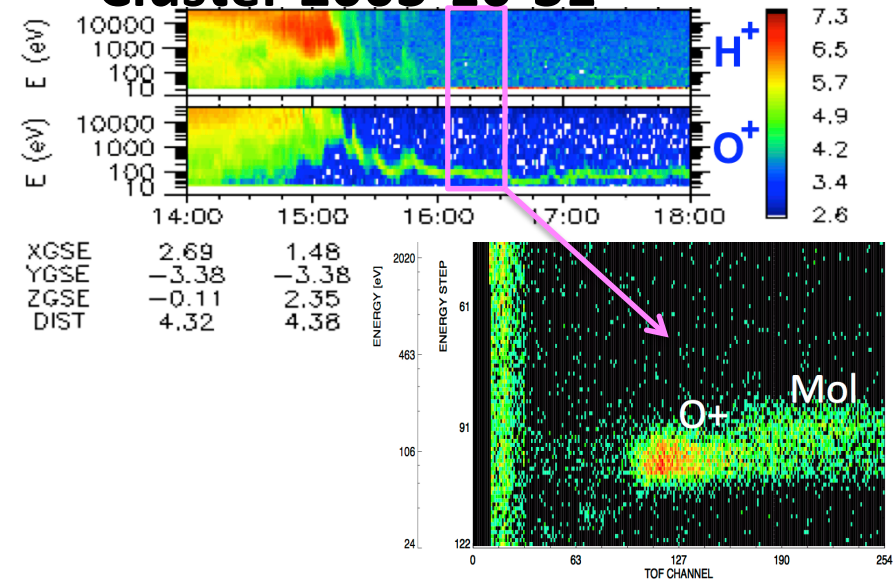 Cluster
10000
1000
100
10
E (eV)
H+
10000
1000
100
10
E (eV)
O+
7.3
6.5
5.7
4.9
4.2
3.4
2.6
14:00 15:00 16:00 17:00 18:00
XGSE 2.69 1.48
YGSE −3.38 −3.38
ZGSE −0.11 2.35
DIST 4.32 4.38
ENERGY [eV]
2020
463
106
24
ENERGY STEP
61
91
122
O+
Mol
0 63 127 190 254
TOF CHANNEL